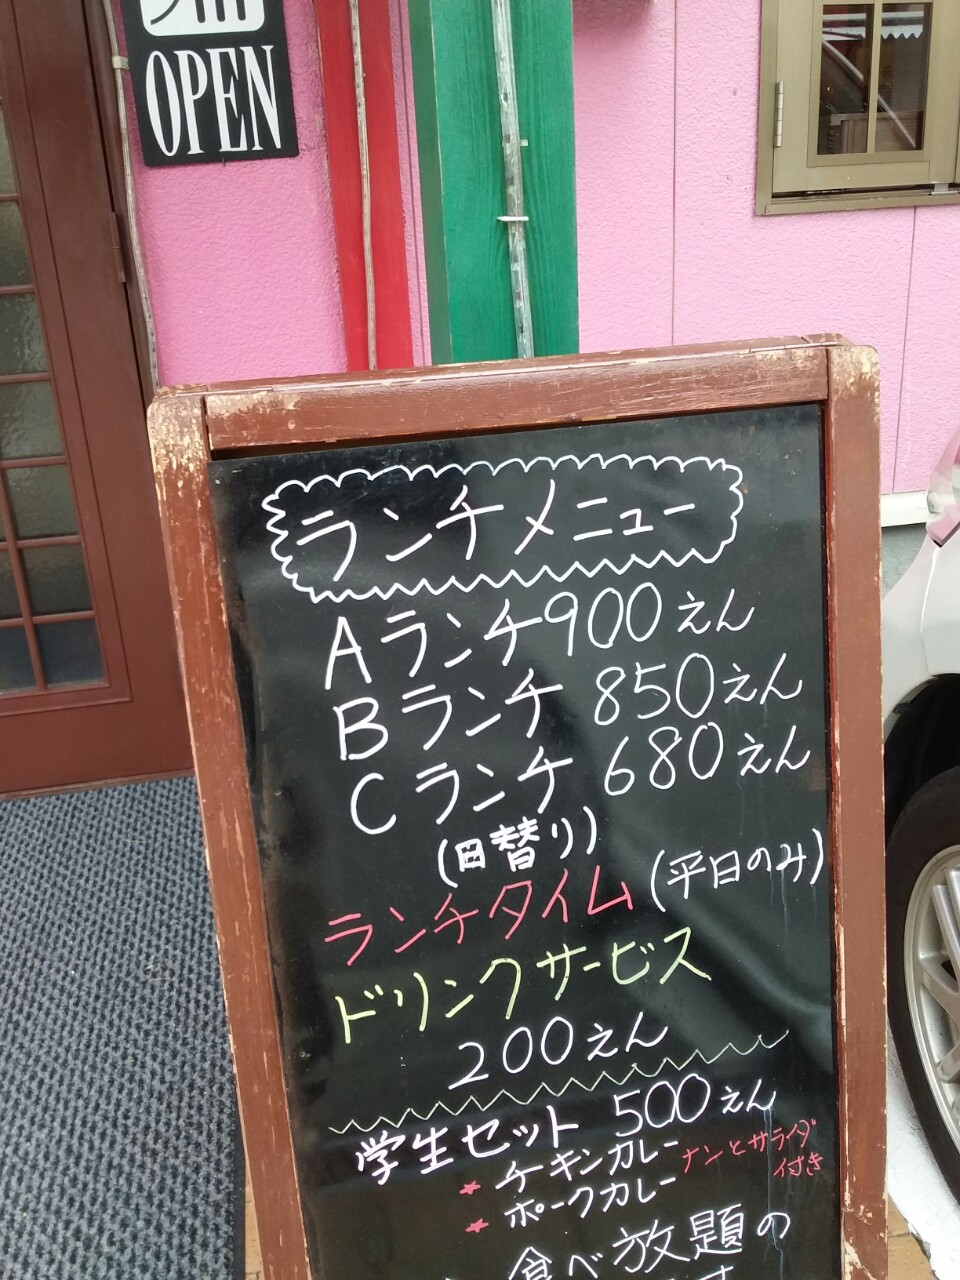 OPEN
ランチメニュー
Aランチ900えん
Bランチ 850えん
Cランチ 680えん
(日替り)
ランチタイム(平日のみ)
ドリンクサービス
200えん
学生セット 500えん
★チキンカレー
★ポークカレー
ナンとサライダ
付き
食べ放題の